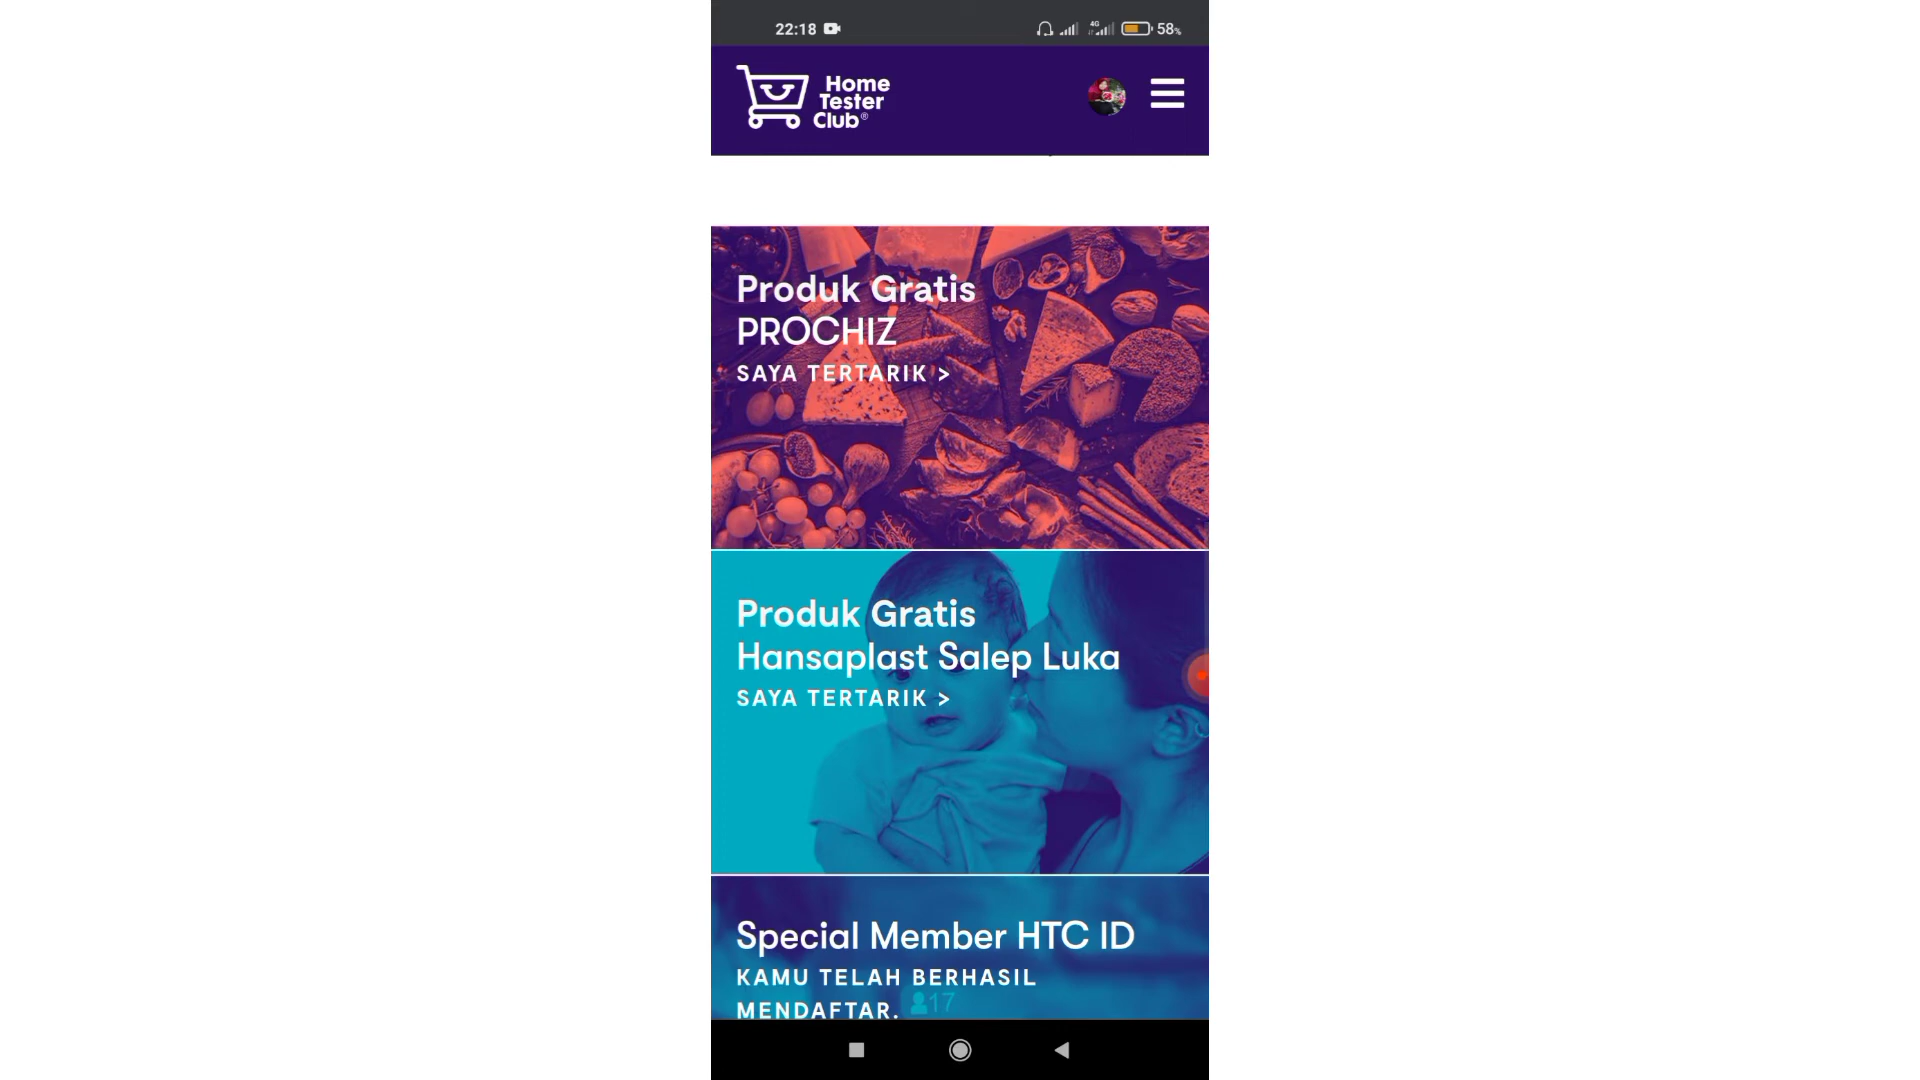 22:18
4G
58%
Home
Tester
Club®
Produk Gratis
PROCHIZ
SAYA TERTARIK >
Produk Gratis
Hansaplast Salep Luka
SAYA TERTARIK >
Special Member HTC ID
KAMU TELAH BERHASIL
MENDAFTAR. 17